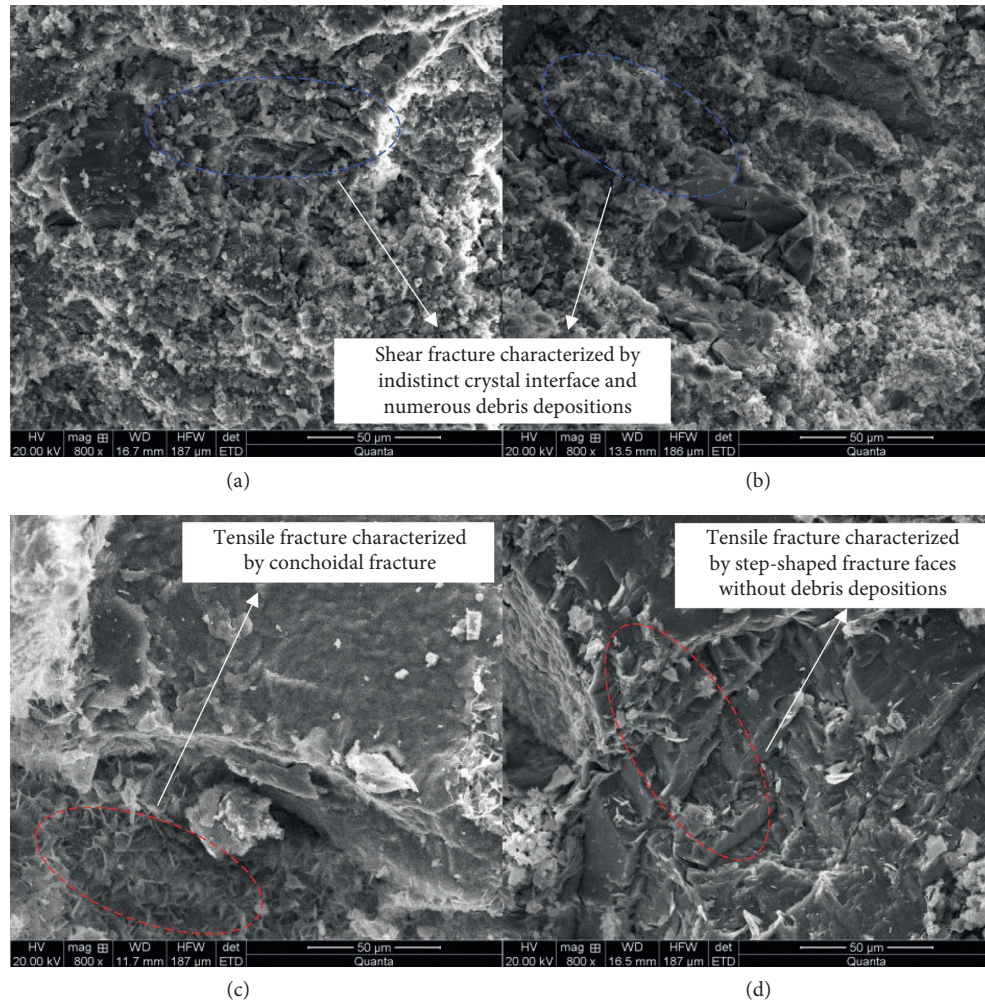 Shear fracture characterized by
indistinct crystal interface and
numerous debris depositions
HV mag WD HFW det 50 µm
20.00 kV 800 x 16.7 mm 187 µm ETD Quanta
HV mag WD HFW det 50 µm
20.00 kV 800 x 13.5 mm 186 µm ETD Quanta
(a)
(b)
Tensile fracture characterized
by conchoidal fracture
Tensile fracture characterized
by step-shaped fracture faces
without debris depositions
HV mag WD HFW det 50 µm
20.00 kV 800 x 11.7 mm 187 µm ETD Quanta
HV mag WD HFW det 50 µm
20.00 kV 800 x 16.5 mm 187 µm ETD Quanta
(c)
(d)